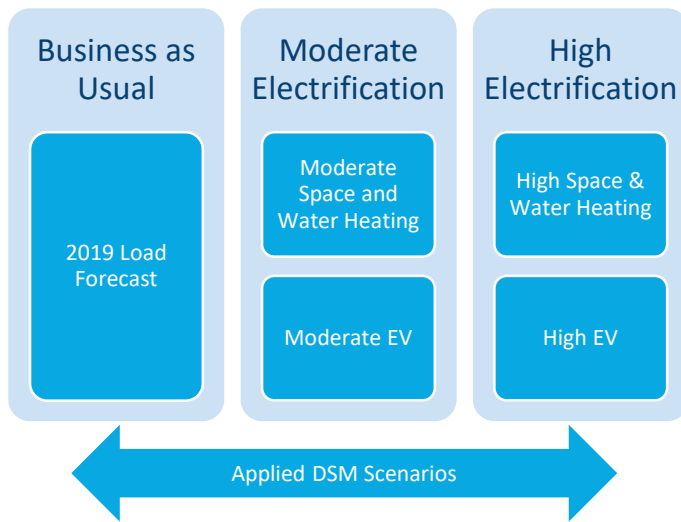 Business as
Usual
2019 Load
Forecast
Moderate
Electrification
Moderate
Space and
Water Heating
Moderate EV
High
Electrification
High Space &
Water Heating
High EV
Applied DSM Scenarios